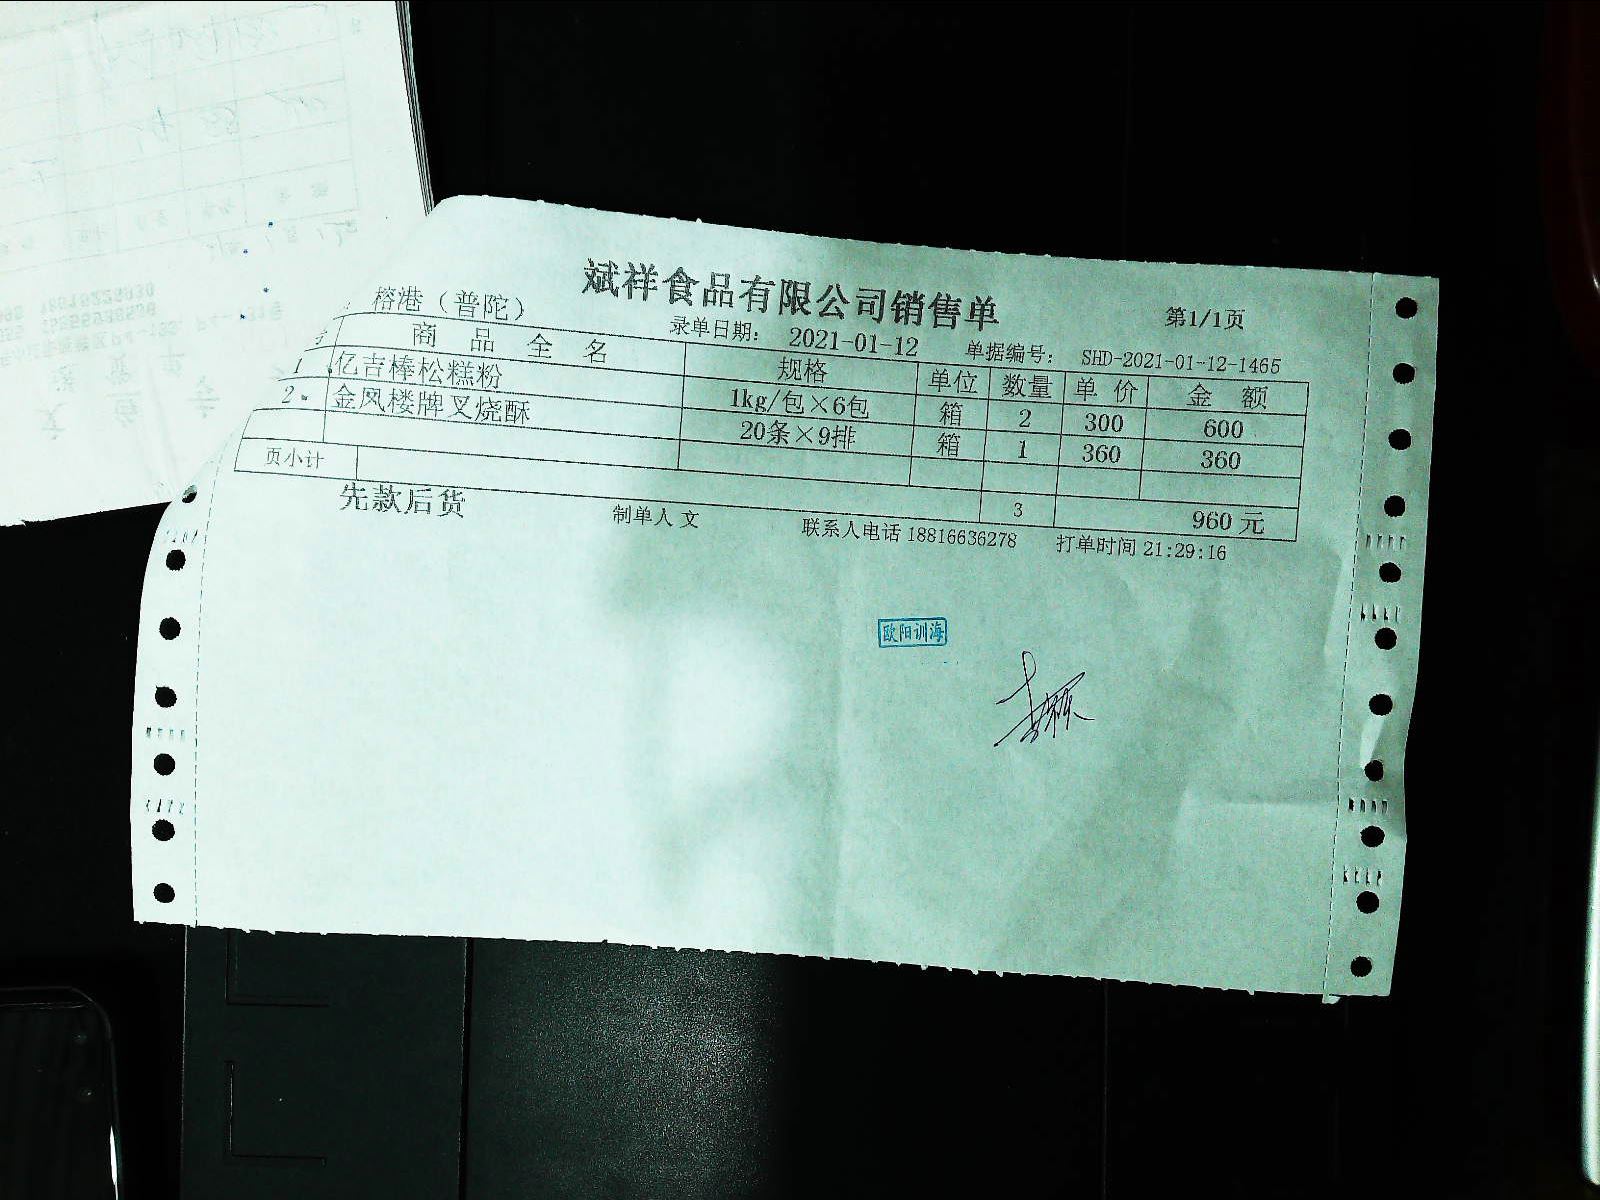 斌祥食品有限公司销售单
榕港（普陀） 录单日期： 2021-01-12 单据编号： SHD-2021-01-12-1465 第1/1页
商品全名 规格 单位 数量 单价 金额
1 亿吉棒松糕粉 1kg/包×6包 箱 2 300 600
2 金凤楼牌叉烧酥 20条×9排 箱 1 360 360
页小计 3 960 元
先款后货 制单人 文 联系人电话 18816636278 打单时间 21:29:16
欧阳训海